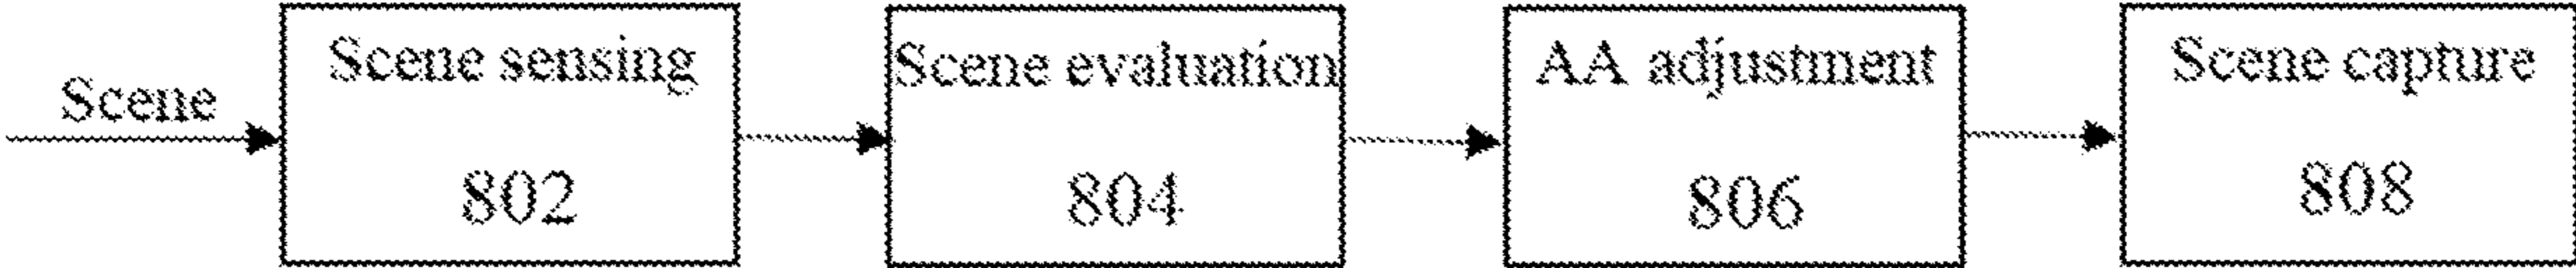 Scene
Scene sensing
802
Scene evaluation
804
AA adjustment
806
Scene capture
808